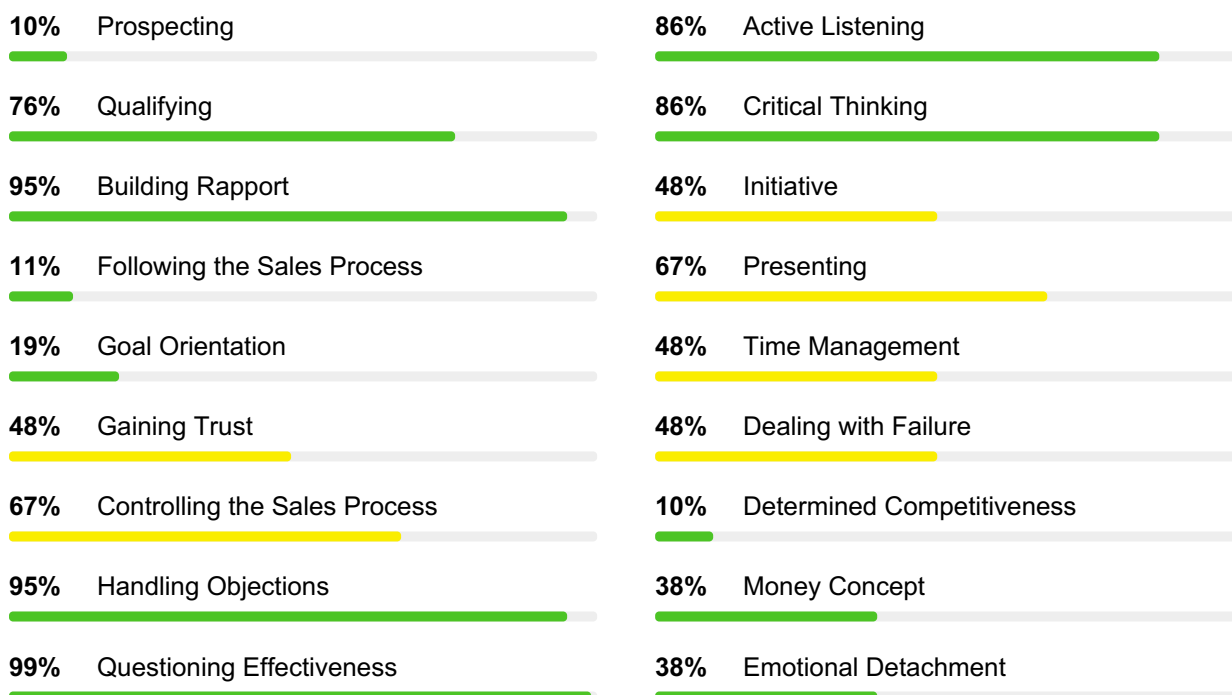 10% Prospecting
76% Qualifying
95% Building Rapport
11% Following the Sales Process
19% Goal Orientation
48% Gaining Trust
67% Controlling the Sales Process
95% Handling Objections
99% Questioning Effectiveness
86% Active Listening
86% Critical Thinking
48% Initiative
67% Presenting
48% Time Management
48% Dealing with Failure
10% Determined Competitiveness
38% Money Concept
38% Emotional Detachment